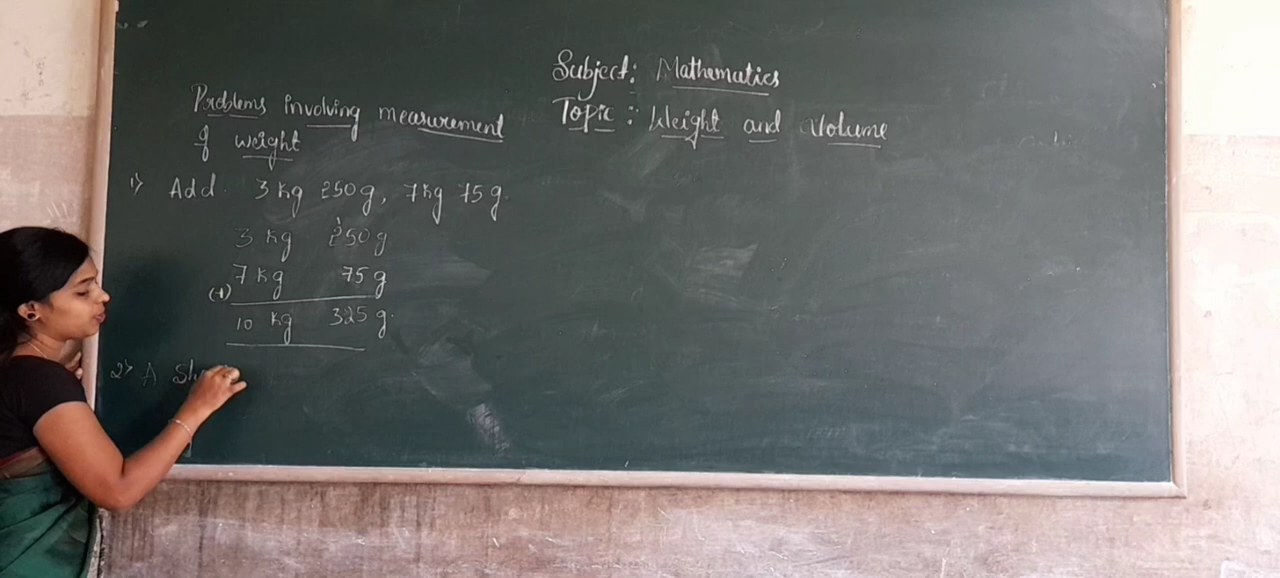 Subject: Mathematics
Topic: Weight and Volume
Problems involving measurement
of weight
1) Add 3 Kg 250 g, 7 Kg 75 g.
1
3 Kg 250 g
7 Kg 75 g
(+)
10 Kg 325 g.
2) A